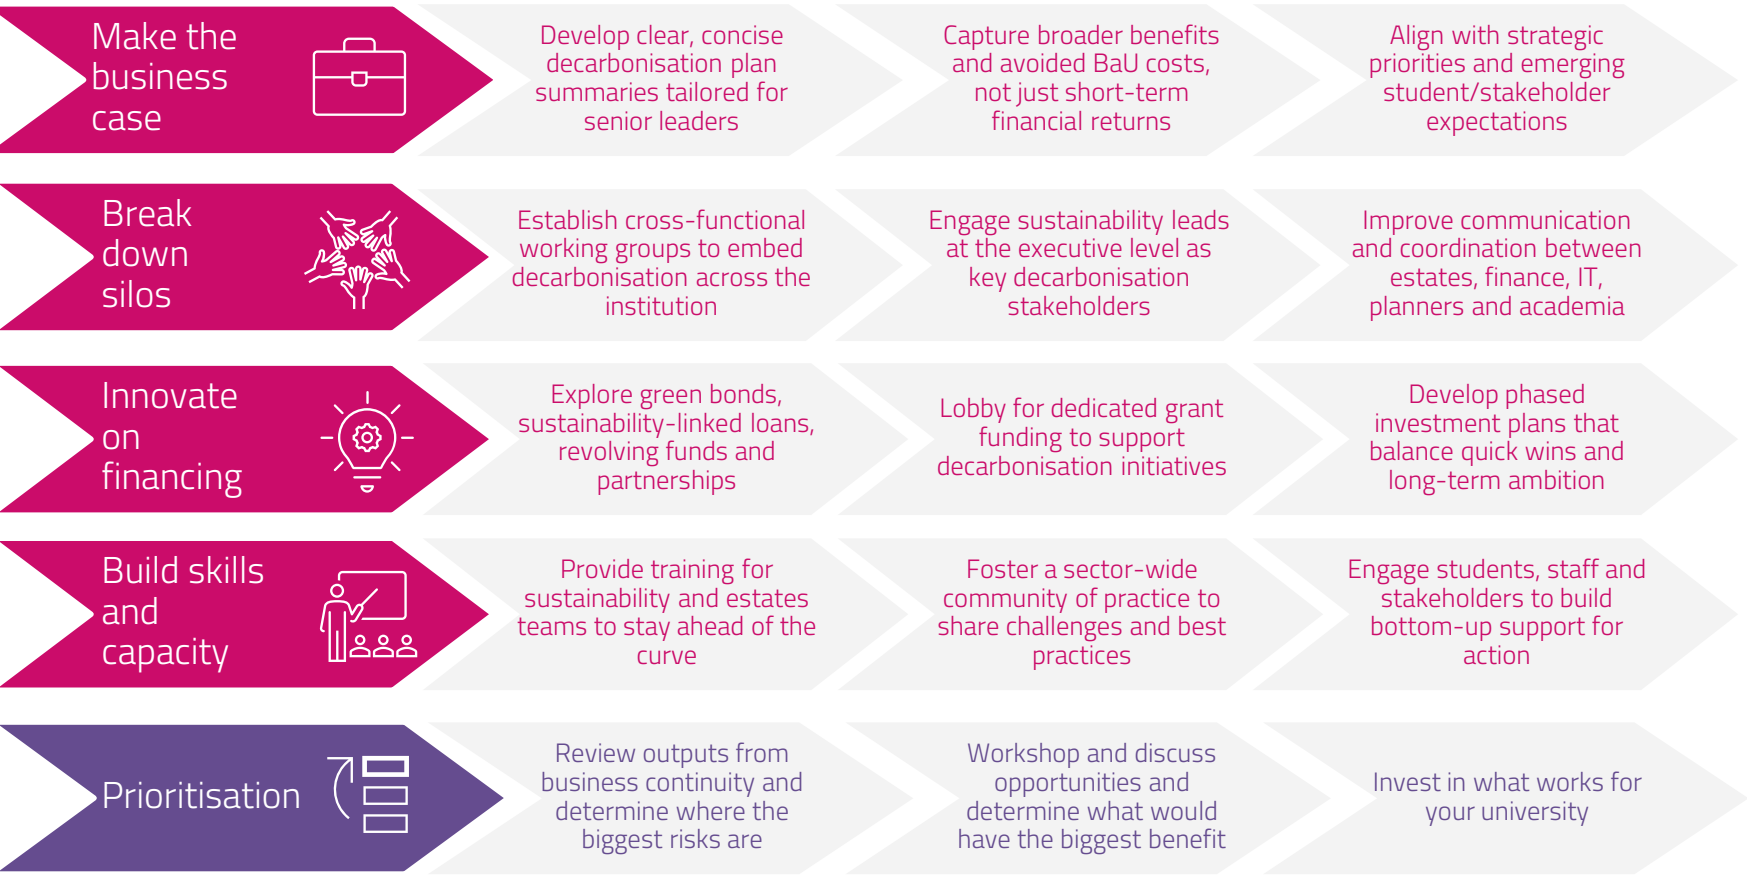 Make the
business
case
Develop clear, concise
decarbonisation plan
summaries tailored for
senior leaders
Capture broader benefits
and avoided BaU costs,
not just short-term
financial returns
Align with strategic
priorities and emerging
student/stakeholder
expectations
Break
down
silos
Establish cross-functional
working groups to embed
decarbonisation across the
institution
Engage sustainability leads
at the executive level as
key decarbonisation
stakeholders
Improve communication
and coordination between
estates, finance, IT,
planners and academia
Innovate
on
financing
Explore green bonds,
sustainability-linked loans,
revolving funds and
partnerships
Lobby for dedicated grant
funding to support
decarbonisation initiatives
Develop phased
investment plans that
balance quick wins and
long-term ambition
Build skills
and
capacity
Provide training for
sustainability and estates
teams to stay ahead of the
curve
Foster a sector-wide
community of practice to
share challenges and best
practices
Engage students, staff and
stakeholders to build
bottom-up support for
action
Prioritisation
Review outputs from
business continuity and
determine where the
biggest risks are
Workshop and discuss
opportunities and
determine what would
have the biggest benefit
Invest in what works for
your university